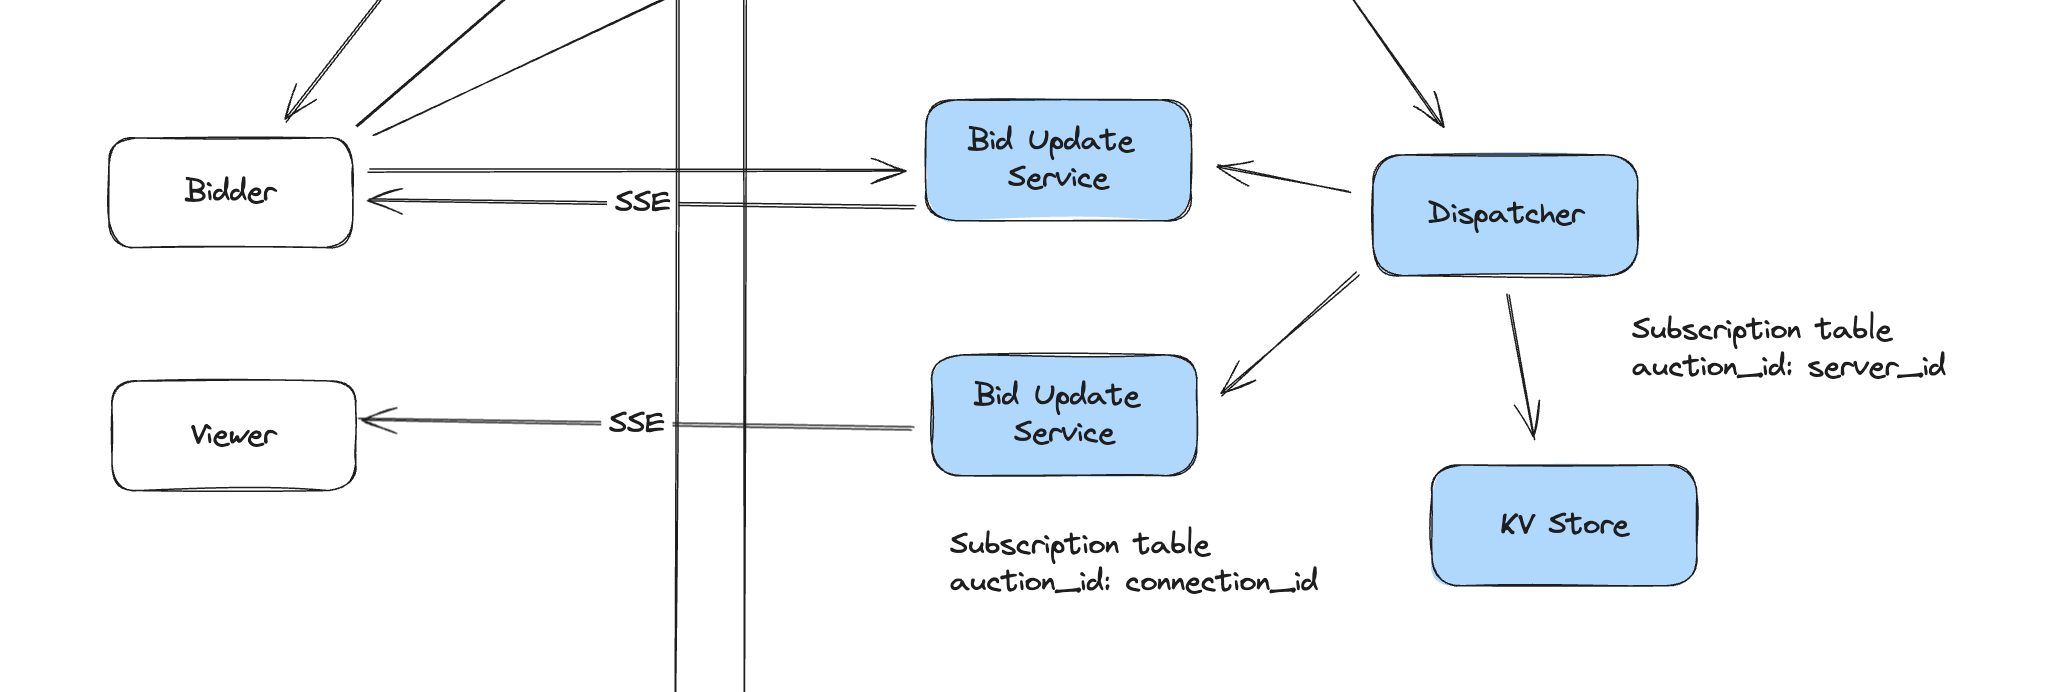 Bid Update
Service
Bidder
SSE
Dispatcher
Subscription table
auction_id: server_id
Bid Update
Service
Viewer
SSE
KV Store
Subscription table
auction_id: connection_id